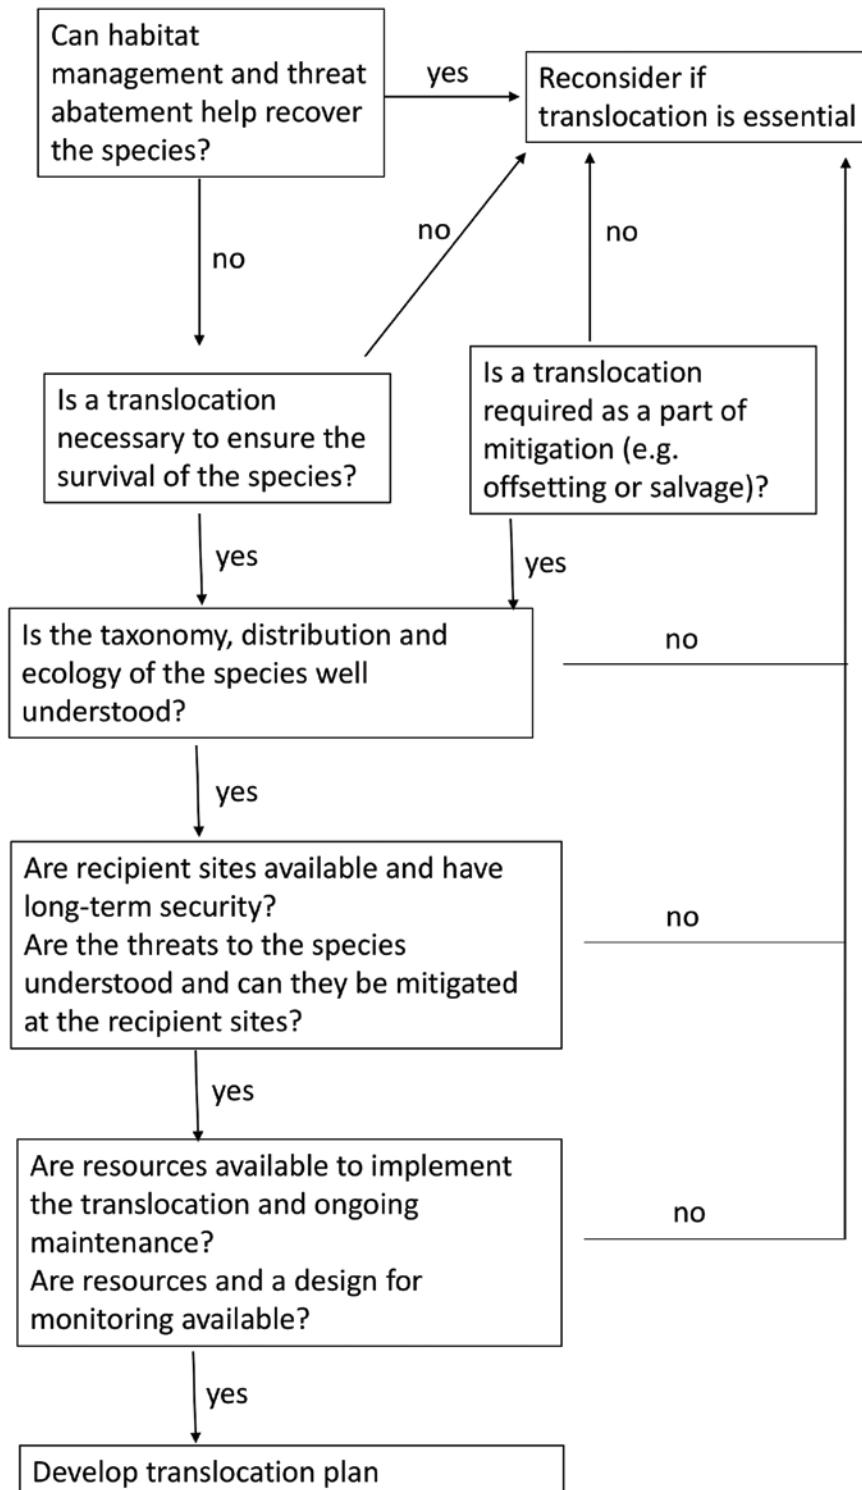 Can habitat
management and threat
abatement help recover
the species?
yes
Reconsider if
translocation is essential
no
no
no
Is a translocation
necessary to ensure the
survival of the species?
Is a translocation
required as a part of
mitigation (e.g.
offsetting or salvage)?
yes
yes
Is the taxonomy, distribution and
ecology of the species well
understood?
no
yes
Are recipient sites available and have
long-term security?
Are the threats to the species
understood and can they be mitigated
at the recipient sites?
no
yes
Are resources available to implement
the translocation and ongoing
maintenance?
Are resources and a design for
monitoring available?
no
yes
Develop translocation plan